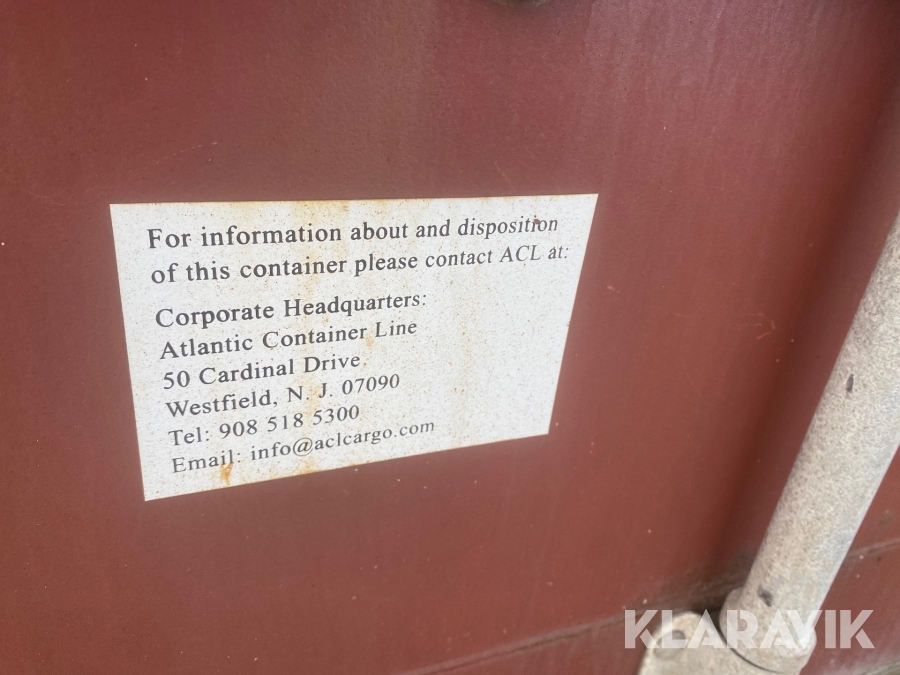 For information about and disposition
of this container please contact ACL at:
Corporate Headquarters:
Atlantic Container Line
50 Cardinal Drive
Westfield, N. J. 07090
Tel: 908 518 5300
Email: info@aclcargo.com
KLARAVIK